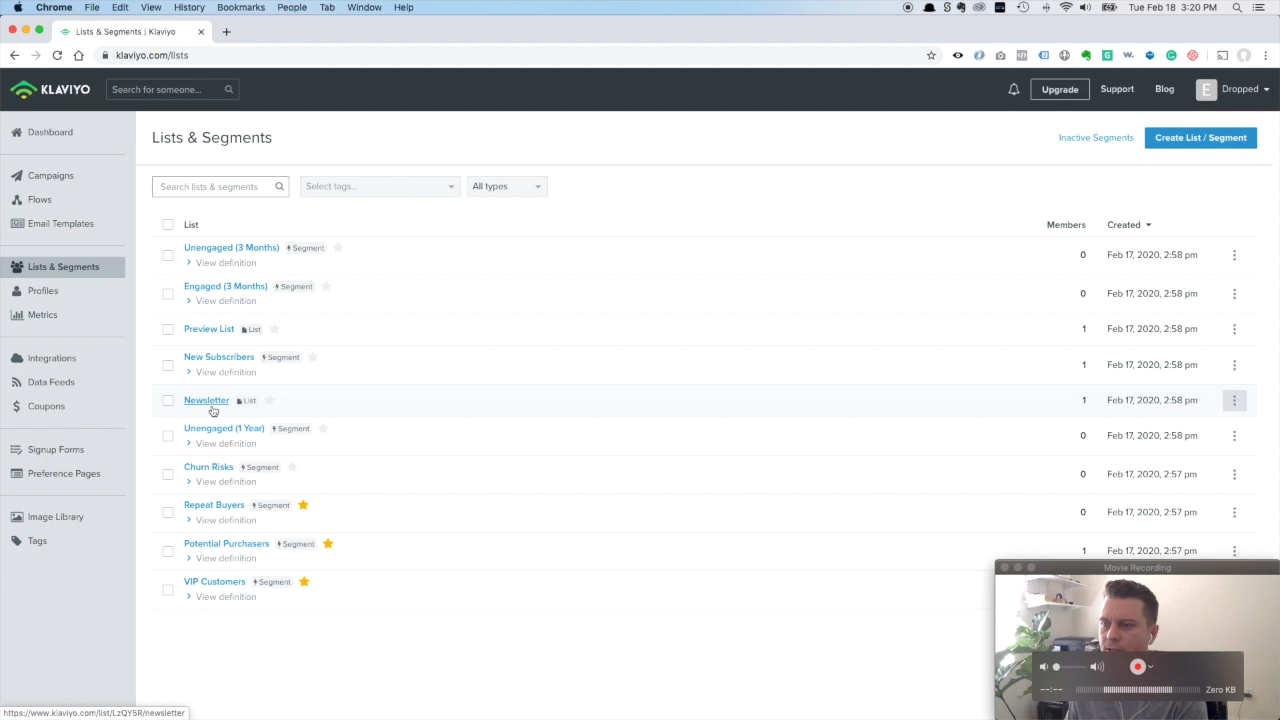 Chrome File Edit View History Bookmarks People Tab Window Help Tue Feb 18 3:20 PM
Lists & Segments | Klaviyo
klaviyo.com/lists
KLAVIYO Search for someone... Upgrade Support Blog E Dropped
Dashboard
Campaigns
Flows
Email Templates
Lists & Segments
Profiles
Metrics
Integrations
Data Feeds
Coupons
Signup Forms
Preference Pages
Image Library
Tags
Lists & Segments Inactive Segments Create List / Segment
Search lists & segments Select tags... All types
List Members Created
Unengaged (3 Months) Segment 0 Feb 17, 2020, 2:58 pm
View definition
Engaged (3 Months) Segment 0 Feb 17, 2020, 2:58 pm
View definition
Preview List List 1 Feb 17, 2020, 2:58 pm
New Subscribers Segment 1 Feb 17, 2020, 2:58 pm
View definition
Newsletter List 1 Feb 17, 2020, 2:58 pm
Unengaged (1 Year) Segment 0 Feb 17, 2020, 2:58 pm
View definition
Churn Risks Segment 0 Feb 17, 2020, 2:57 pm
View definition
Repeat Buyers Segment 0 Feb 17, 2020, 2:57 pm
View definition
Potential Purchasers Segment 1 Feb 17, 2020, 2:57 pm
View definition
VIP Customers Segment
View definition
Movie Recording
--:-- Zero KB
https://www.klaviyo.com/list/LzQY5R/newsletter